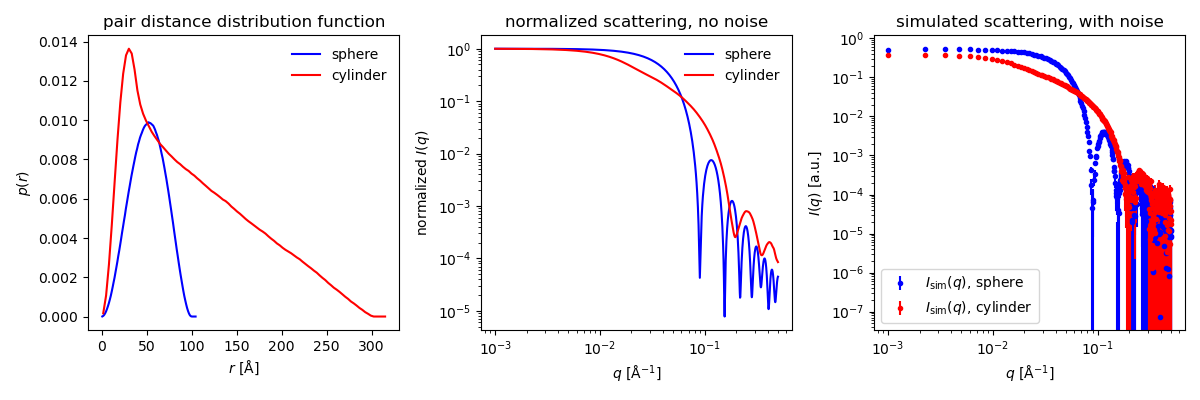 pair distance distribution function
p(r)
0.014
0.012
0.010
0.008
0.006
0.004
0.002
0.000
sphere
cylinder
0 50 100 150 200 250 300
r [Å]
normalized scattering, no noise
normalized I(q)
10⁰
10⁻¹
10⁻²
10⁻³
10⁻⁴
10⁻⁵
sphere
cylinder
10⁻³ 10⁻² 10⁻¹
q [Å⁻¹]
simulated scattering, with noise
I(q) [a.u.]
10⁰
10⁻¹
10⁻²
10⁻³
10⁻⁴
10⁻⁵
10⁻⁶
10⁻⁷
I_sim(q), sphere
I_sim(q), cylinder
10⁻³ 10⁻² 10⁻¹
q [Å⁻¹]